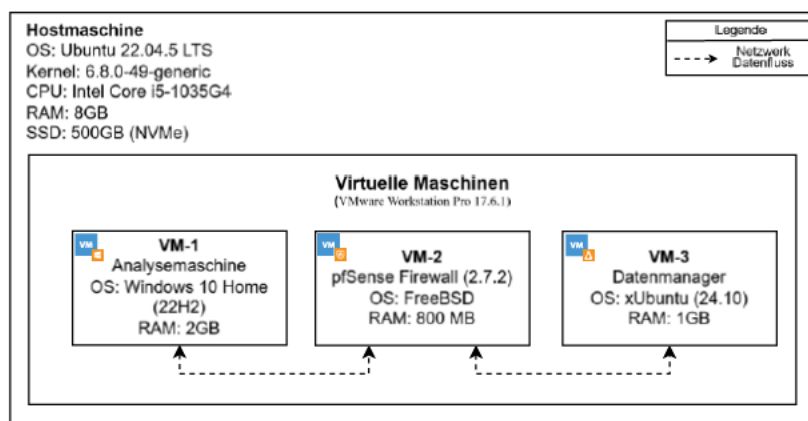 Hostmaschine
OS: Ubuntu 22.04.5 LTS
Kernel: 6.8.0-49-generic
CPU: Intel Core i5-1035G4
RAM: 8GB
SSD: 500GB (NVMe)
Legende
Netzwerk
Datenfluss
Virtuelle Maschinen
(VMware Workstation Pro 17.6.1)
VM
VM-1
Analysemaschine
OS: Windows 10 Home
(22H2)
RAM: 2GB
VM
VM-2
pfSense Firewall (2.7.2)
OS: FreeBSD
RAM: 800 MB
VM
VM-3
Datenmanager
OS: xUbuntu (24.10)
RAM: 1GB